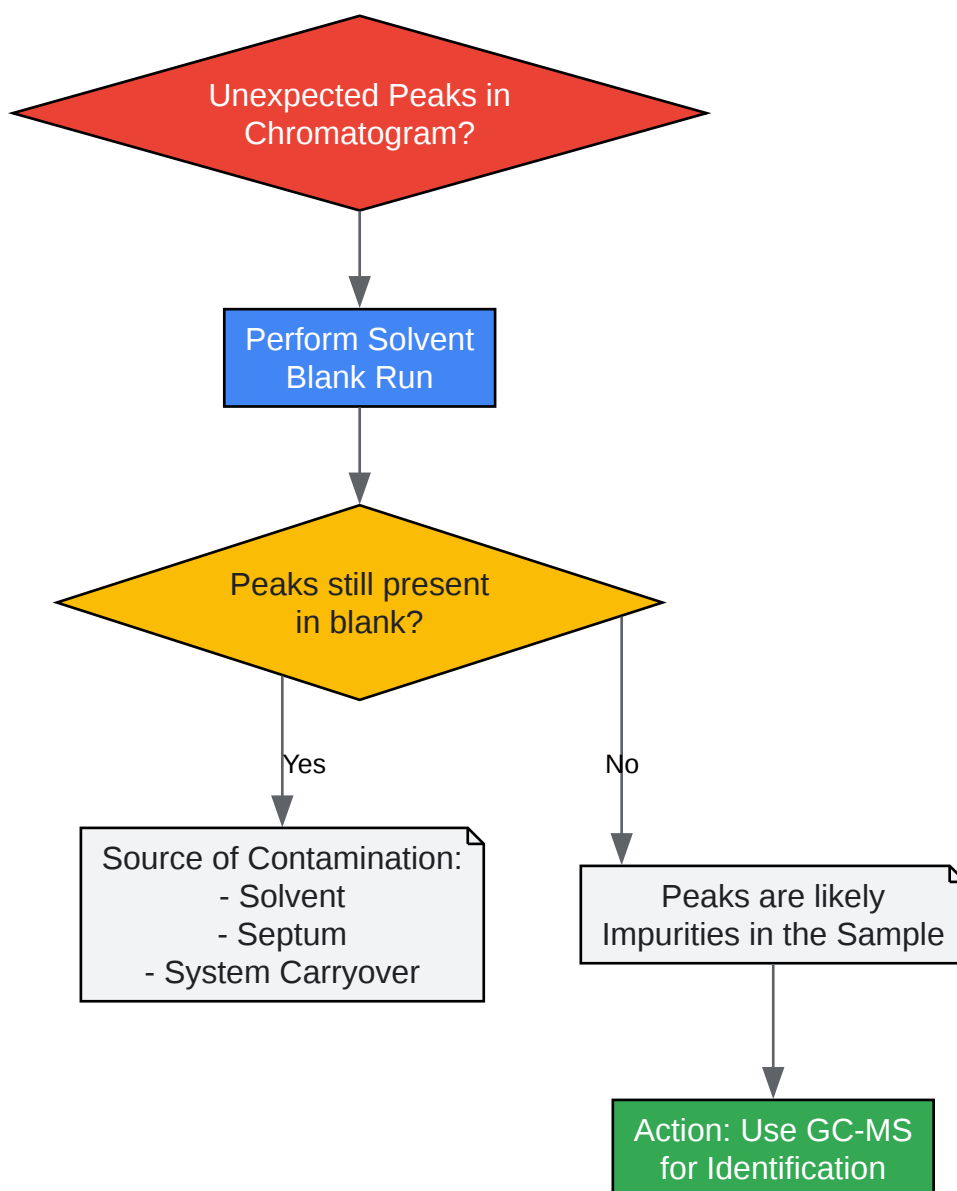 Unexpected Peaks in
Chromatogram?
Perform Solvent
Blank Run
Peaks still present
in blank?
Yes
No
Source of Contamination:
- Solvent
- Septum
- System Carryover
Peaks are likely
Impurities in the Sample
Action: Use GC-MS
for Identification